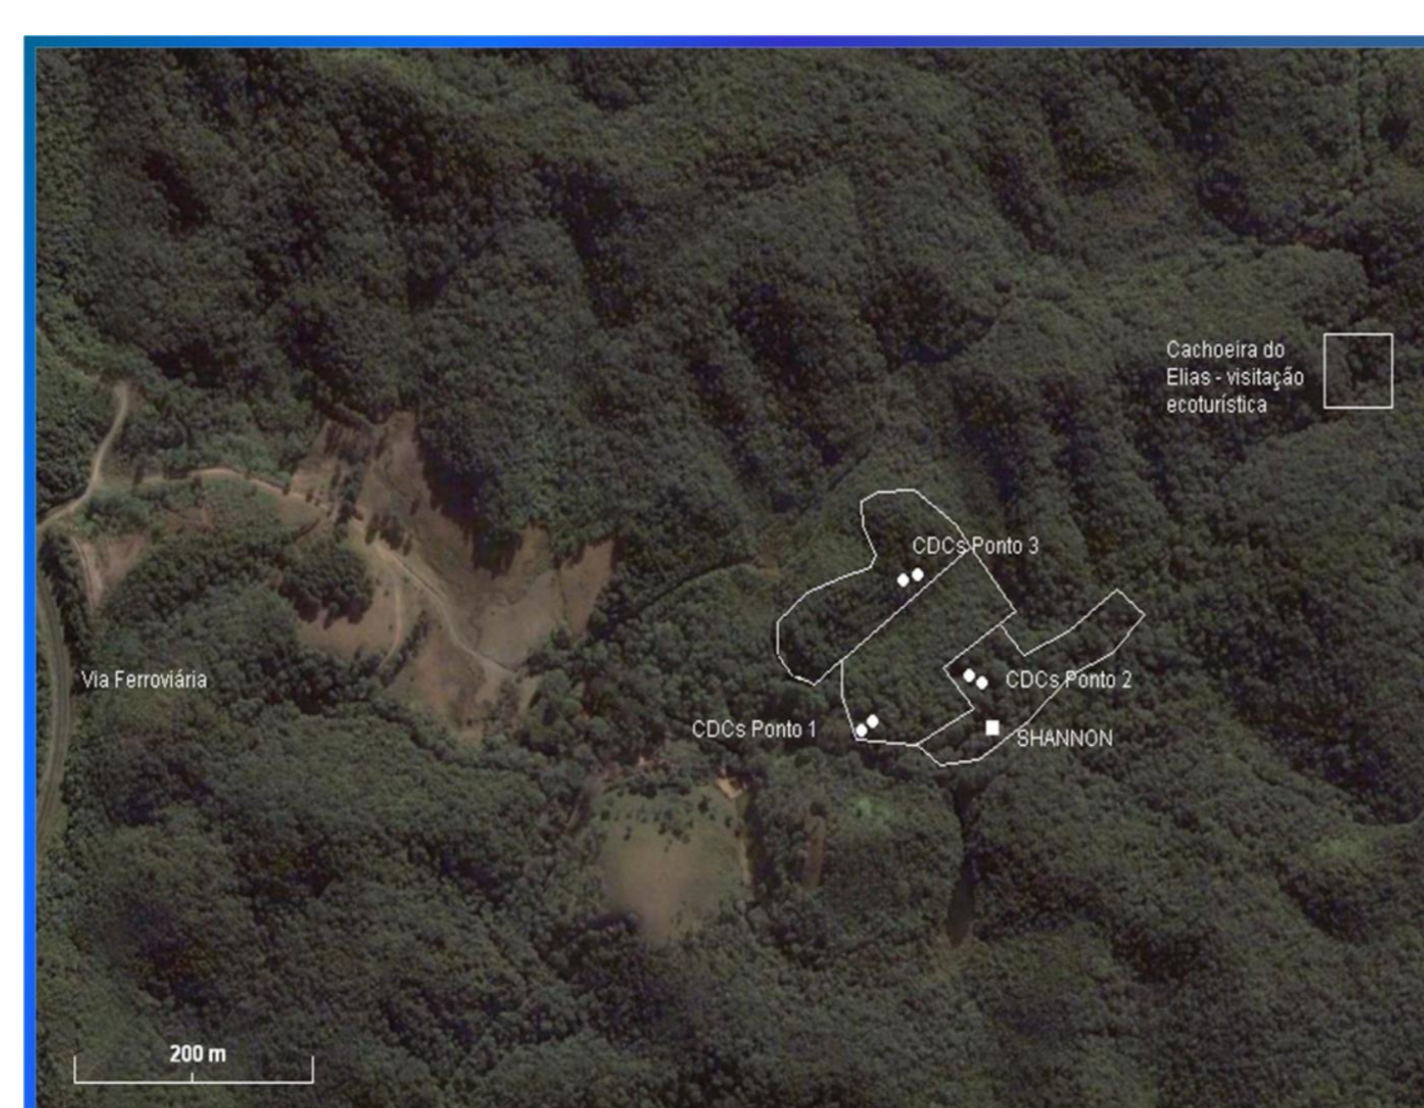 Cachoeira do
Elias - visitação
ecoturística
CDCs Ponto 3
Via Ferroviária
CDCs Ponto 2
CDCs Ponto 1
SHANNON
200 m